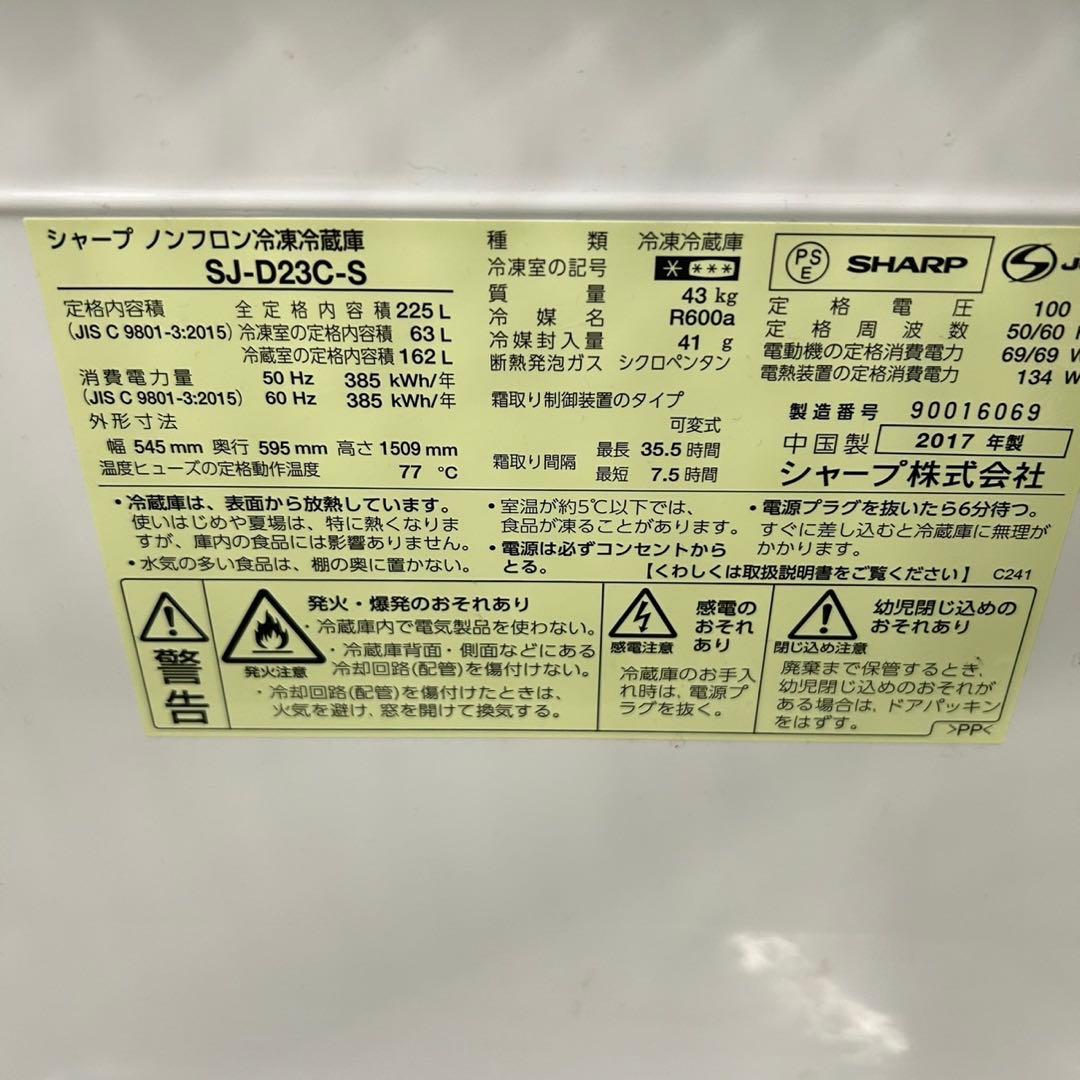 シャープ ノンフロン冷凍冷蔵庫
SJ-D23C-S
定格内容積 全定格内容積 225 L
(JIS C 9801-3:2015) 冷凍室の定格内容積 63 L
冷蔵室の定格内容積 162 L
消費電力量 50 Hz 385 kWh/年
(JIS C 9801-3:2015) 60 Hz 385 kWh/年
外形寸法
幅 545 mm 奥行 595 mm 高さ 1509 mm
温度ヒューズの定格動作温度 77 ℃
種類 冷凍冷蔵庫
冷凍室の記号 * ***
質量 43 kg
冷媒名 R600a
冷媒封入量 41 g
断熱発泡ガス シクロペンタン
霜取り制御装置のタイプ
可変式
霜取り間隔 最長 35.5 時間
最短 7.5 時間
PS E SHARP S J
定格電圧 100
定格周波数 50/60
電動機の定格消費電力 69/69 W
電熱装置の定格消費電力 134 W
製造番号 90016069
中国製 2017 年製
シャープ株式会社
・冷蔵庫は、表面から放熱しています。
使いはじめや夏場は、特に熱くなりま
すが、庫内の食品には影響ありません。
・水気の多い食品は、棚の奥に置かない。
・室温が約5℃以下では、
食品が凍ることがあります。
・電源は必ずコンセントから
とる。
・電源プラグを抜いたら6分待つ。
すぐに差し込むと冷蔵庫に無理が
かかります。
【くわしくは取扱説明書をご覧ください】 C241
警告
発火注意
発火・爆発のおそれあり
・冷蔵庫内で電気製品を使わない。
・冷蔵庫背面・側面などにある
冷却回路(配管)を傷付けない。
・冷却回路(配管)を傷付けたときは、
火気を避け、窓を開けて換気する。
感電注意
感電の
おそれ
あり
冷蔵庫のお手入
れ時は、電源プ
ラグを抜く。
閉じ込め注意
幼児閉じ込めの
おそれあり
廃棄まで保管するとき、
幼児閉じ込めのおそれが
ある場合は、ドアパッキン
をはずす。
>PP<